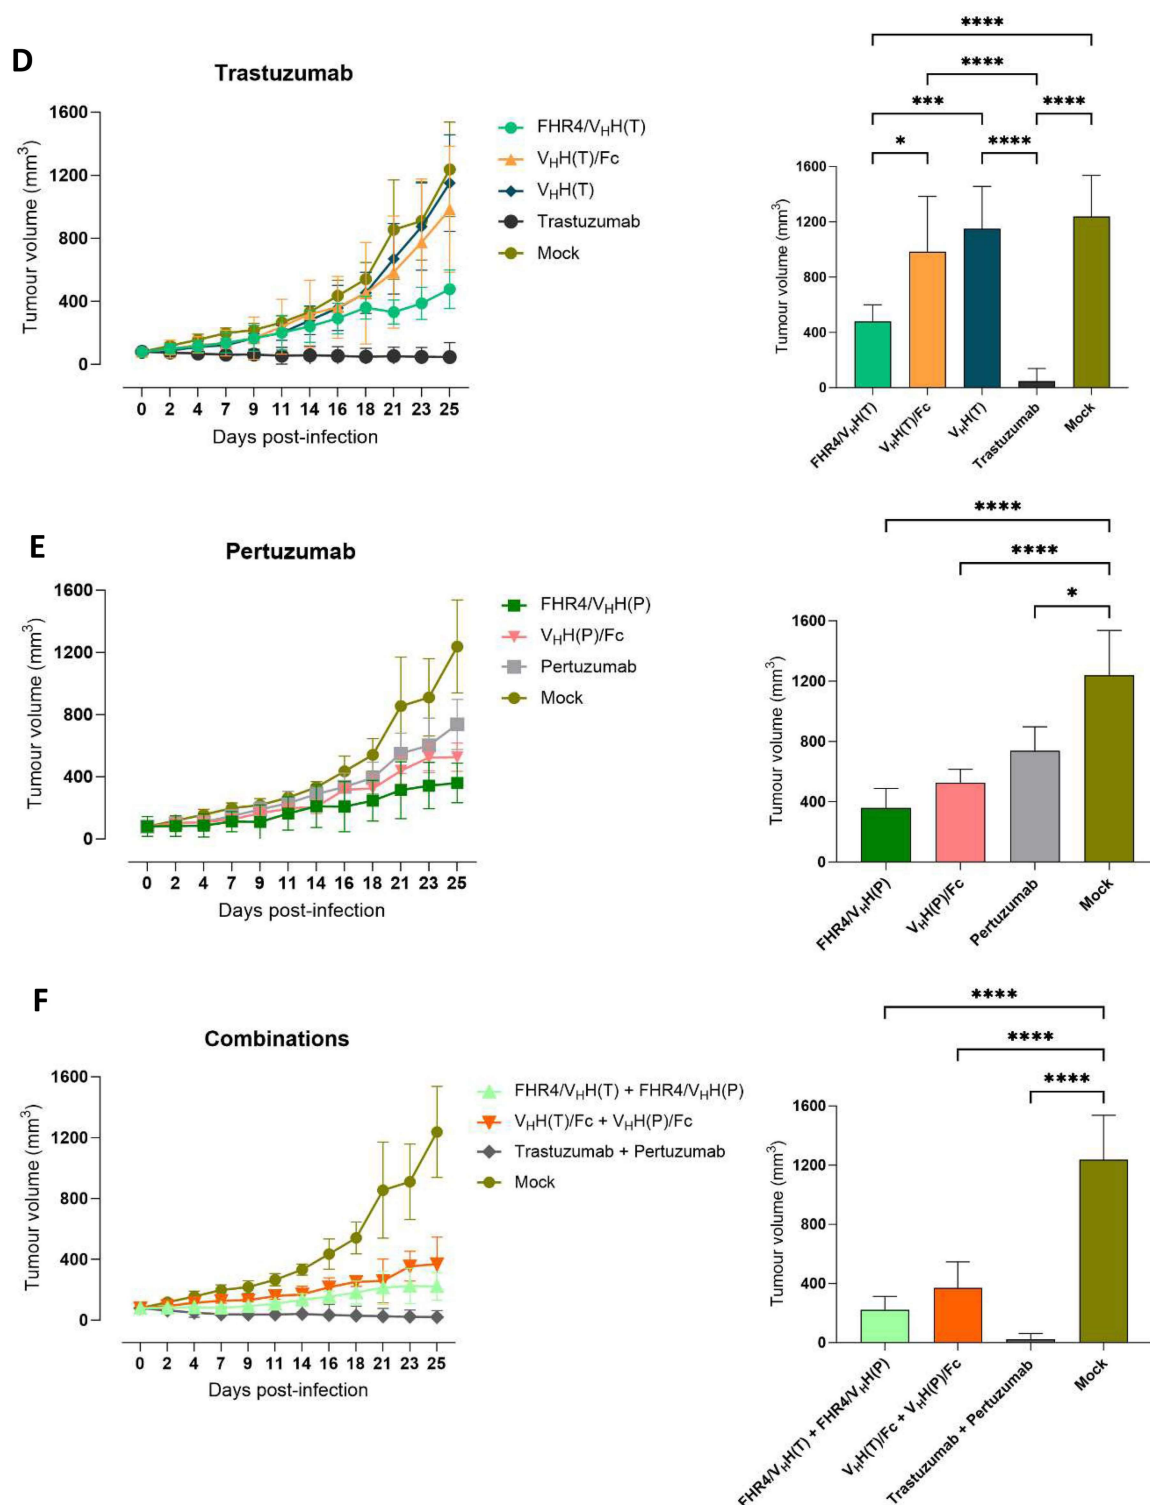 D
Trastuzumab
Tumour volume (mm³)
1600
1200
800
400
0
0 2 4 7 9 11 14 16 18 21 23 25
Days post-infection
FHR4/VHH(T)
VHH(T)/Fc
VHH(T)
Trastuzumab
Mock
****
****
*** ****
* ****
Tumour volume (mm³)
1600
1200
800
400
0
FHR4/VHH(T)
VHH(T)/Fc
VHH(T)
Trastuzumab
Mock
E
Pertuzumab
Tumour volume (mm³)
1600
1200
800
400
0
0 2 4 7 9 11 14 16 18 21 23 25
Days post-infection
FHR4/VHH(P)
VHH(P)/Fc
Pertuzumab
Mock
****
****
*
Tumour volume (mm³)
1600
1200
800
400
0
FHR4/VHH(P)
VHH(P)/Fc
Pertuzumab
Mock
F
Combinations
Tumour volume (mm³)
1600
1200
800
400
0
0 2 4 7 9 11 14 16 18 21 23 25
Days post-infection
FHR4/VHH(T) + FHR4/VHH(P)
VHH(T)/Fc + VHH(P)/Fc
Trastuzumab + Pertuzumab
Mock
****
****
****
Tumour volume (mm³)
1600
1200
800
400
0
FHR4/VHH(T) + FHR4/VHH(P)
VHH(T)/Fc + VHH(P)/Fc
Trastuzumab + Pertuzumab
Mock